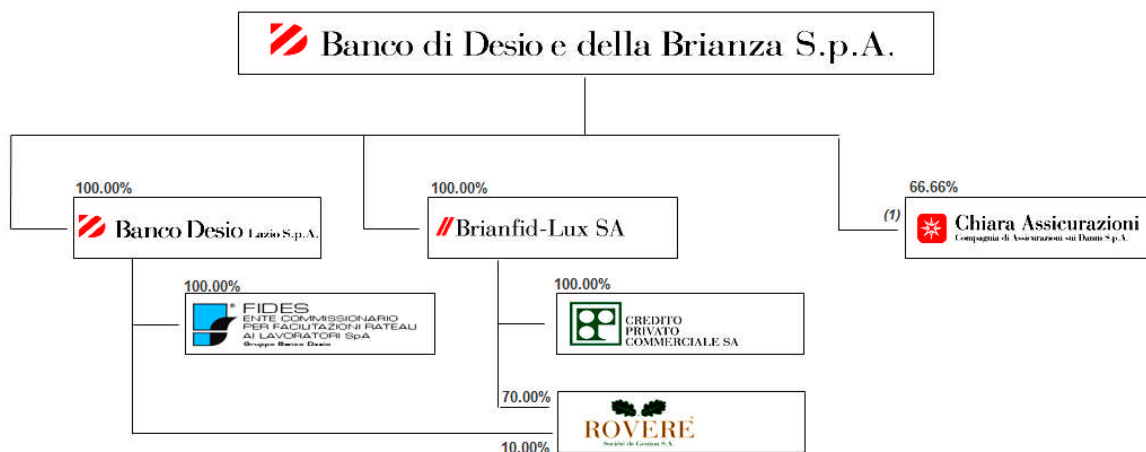 Banco di Desio e della Brianza S.p.A.
100.00%
Banco Desio Lazio S.p.A.
100.00%
Brianfid-Lux SA
66.66%
(1)
Chiara Assicurazioni
Compagnia di Assicurazioni sui Danni S.p.A.
100.00%
® FIDES
ENTE COMMISSIONARIO
PER FACILITAZIONI RATEALI
AI LAVORATORI SpA
Gruppo Banco Desio
100.00%
CREDITO
PRIVATO
COMMERCIALE SA
70.00%
10.00%
ROVERE
Société de Gestion S.A.